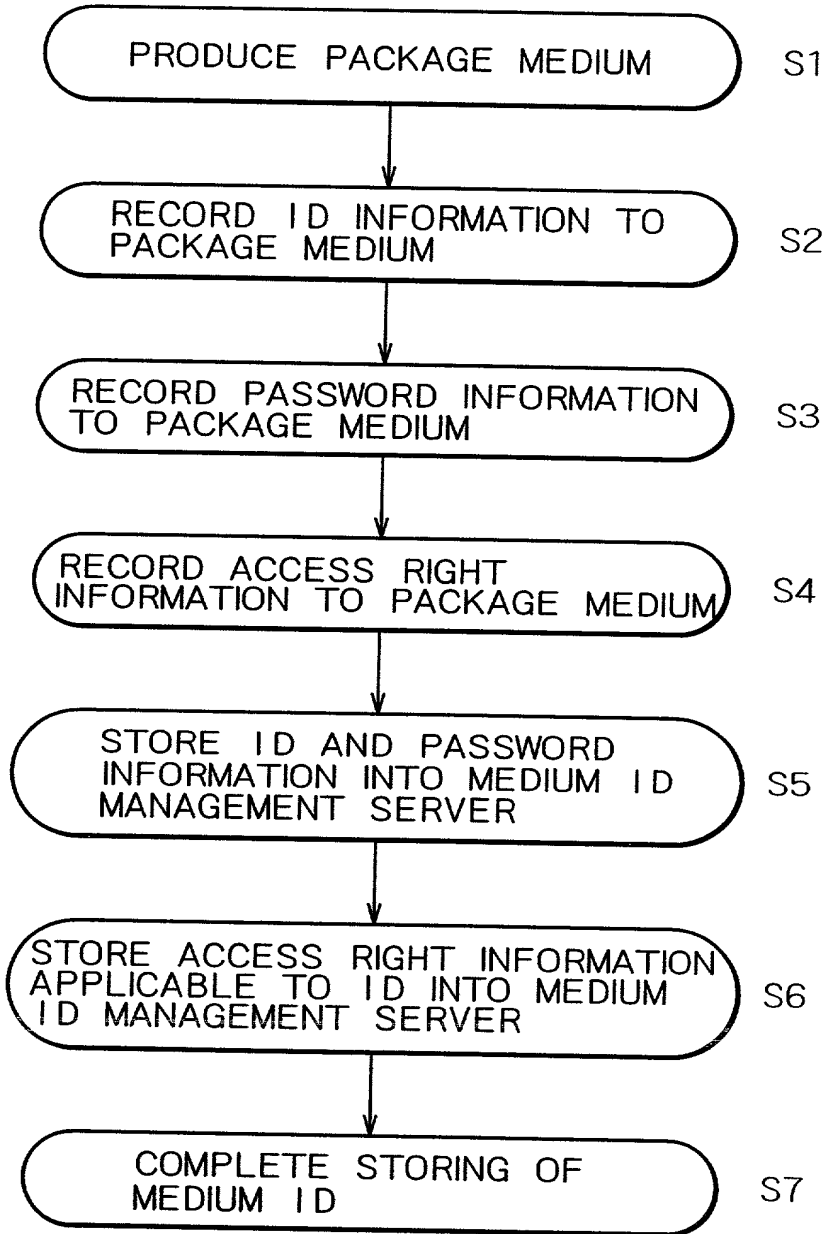 PRODUCE PACKAGE MEDIUM
S1
RECORD ID INFORMATION TO
PACKAGE MEDIUM
S2
RECORD PASSWORD INFORMATION
TO PACKAGE MEDIUM
S3
RECORD ACCESS RIGHT
INFORMATION TO PACKAGE MEDIUM
S4
STORE ID AND PASSWORD
INFORMATION INTO MEDIUM ID
MANAGEMENT SERVER
S5
STORE ACCESS RIGHT INFORMATION
APPLICABLE TO ID INTO MEDIUM
ID MANAGEMENT SERVER
S6
COMPLETE STORING OF
MEDIUM ID
S7